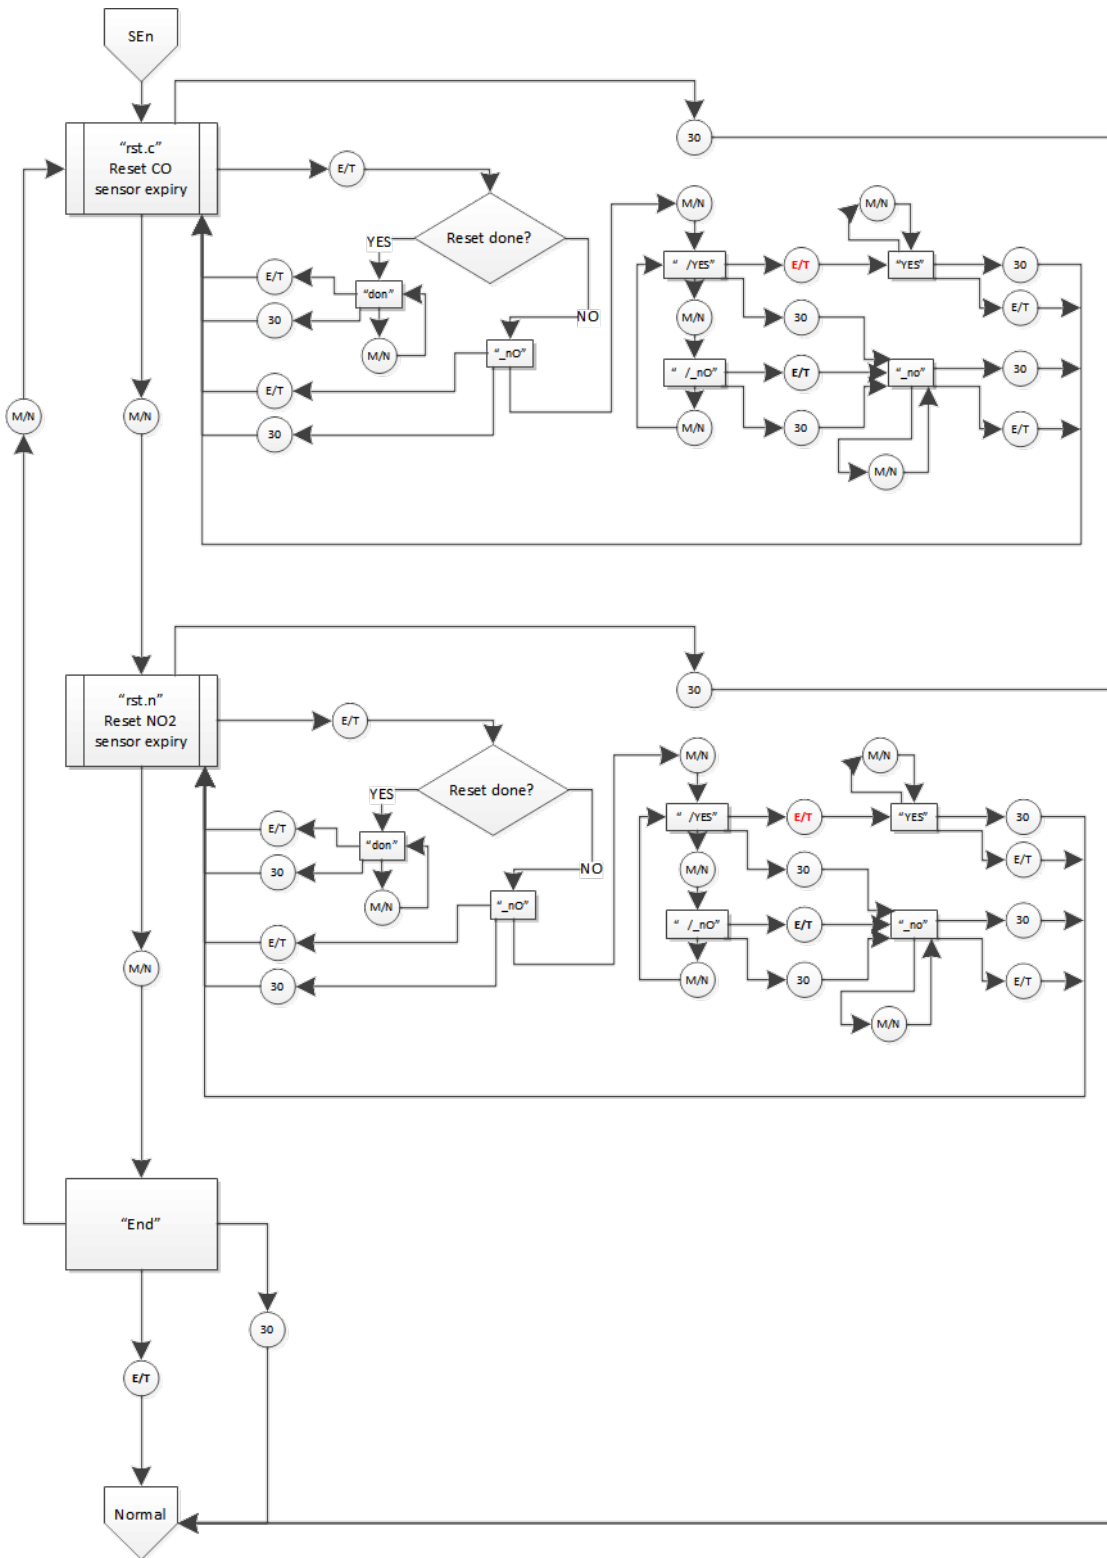 SEn
30
"rst.c"
Reset CO
sensor expiry
E/T
Reset done?
YES
NO
"don"
E/T
30
M/N
"_nO"
E/T
30
M/N
"  /YES"
E/T
M/N
"YES"
30
E/T
M/N
30
"  /_nO"
E/T
"_no"
30
M/N
30
E/T
M/N
M/N
M/N
30
"rst.n"
Reset NO2
sensor expiry
E/T
Reset done?
YES
NO
"don"
E/T
30
M/N
"_nO"
E/T
30
M/N
"  /YES"
E/T
M/N
"YES"
30
E/T
M/N
30
"  /_nO"
E/T
"_no"
30
M/N
30
E/T
M/N
M/N
"End"
30
E/T
Normal